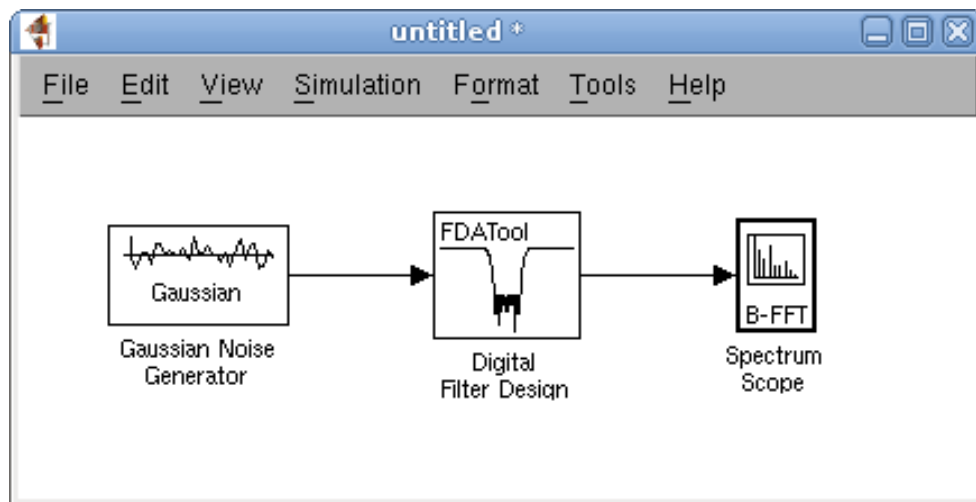 untitled *
File Edit View Simulation Format Tools Help
Gaussian
Gaussian Noise
Generator
FDATool
Digital
Filter Design
B-FFT
Spectrum
Scope